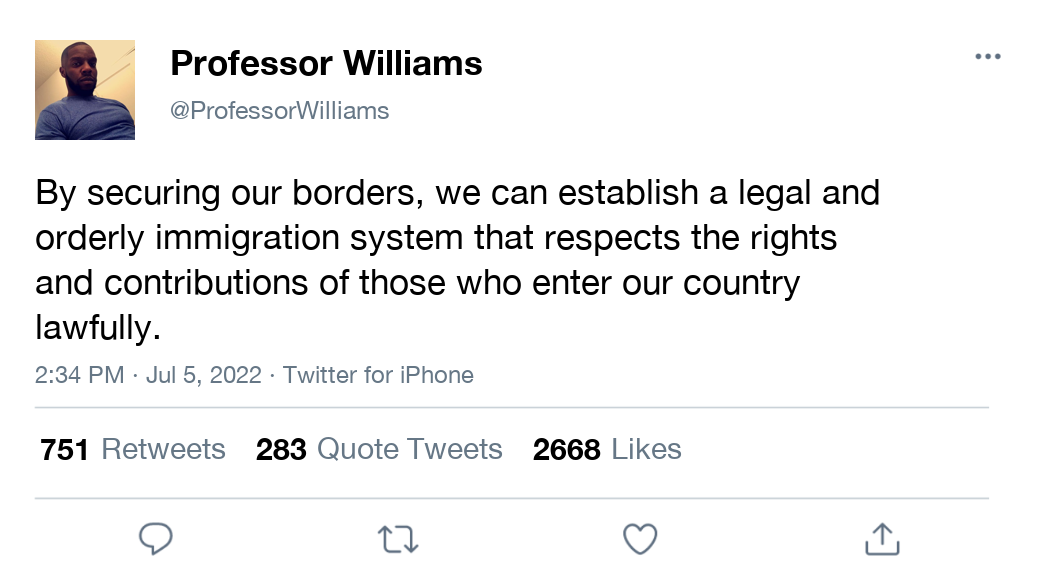 Professor Williams
@ProfessorWilliams
By securing our borders, we can establish a legal and
orderly immigration system that respects the rights
and contributions of those who enter our country
lawfully.
2:34 PM · Jul 5, 2022 · Twitter for iPhone
751 Retweets 283 Quote Tweets 2668 Likes